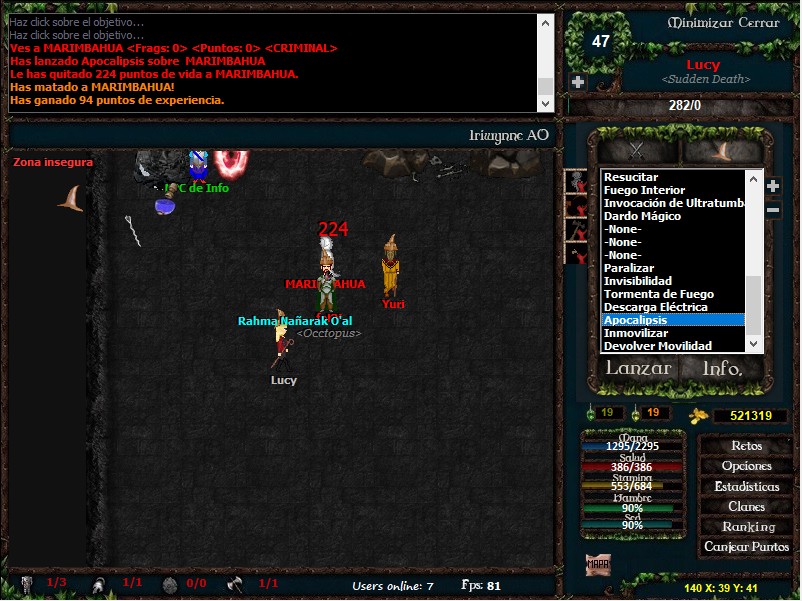 Haz click sobre el objetivo...
Haz click sobre el objetivo...
Ves a MARIMBAHUA <Frags: 0> <Puntos: 0> <CRIMINAL>
Has lanzado Apocalipsis sobre MARIMBAHUA
Le has quitado 224 puntos de vida a MARIMBAHUA.
Has matado a MARIMBAHUA!
Has ganado 94 puntos de experiencia.
Minimizar Cerrar
47
Lucy
<Sudden Death>
282/0
Iriwynne AO
Zona insegura
C de Info
224
MARIMBAHUA
Yuri
Rahma Nañarak O'al
<Occtopus>
Lucy
Resucitar
Fuego Interior
Invocación de Ultratumba
Dardo Mágico
-None-
-None-
-None-
Paralizar
Invisibilidad
Tormenta de Fuego
Descarga Eléctrica
Apocalipsis
Inmovilizar
Devolver Movilidad
Lanzar
Info.
19
19
521319
Mana
1295/2295
Salud
386/386
Stamina
553/684
Hambre
90%
Sed
90%
Retos
Opciones
Estadisticas
Clanes
Ranking
Canjear Puntos
MAPA
1/3
1/1
0/0
1/1
Users online: 7
Fps: 81
140 X: 39 Y: 41